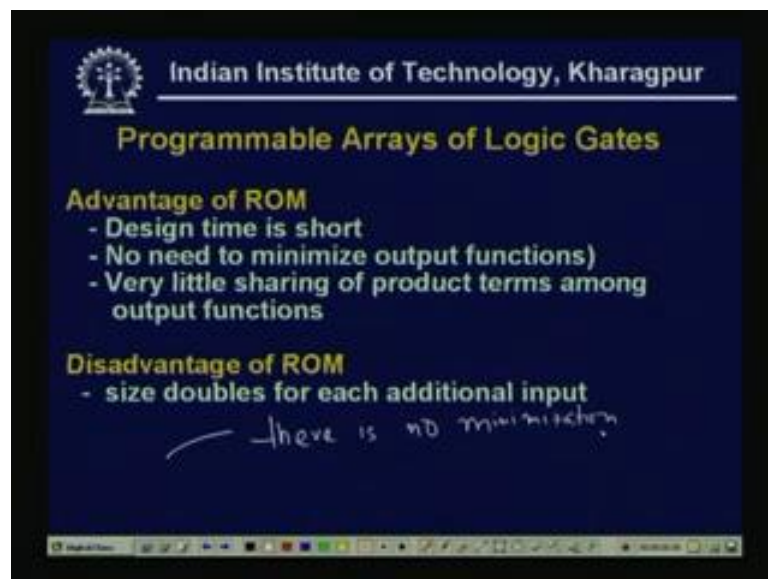 Indian Institute of Technology, Kharagpur
Programmable Arrays of Logic Gates
Advantage of ROM
- Design time is short
- No need to minimize output functions)
- Very little sharing of product terms among
output functions
Disadvantage of ROM
- size doubles for each additional input
— there is no minimization